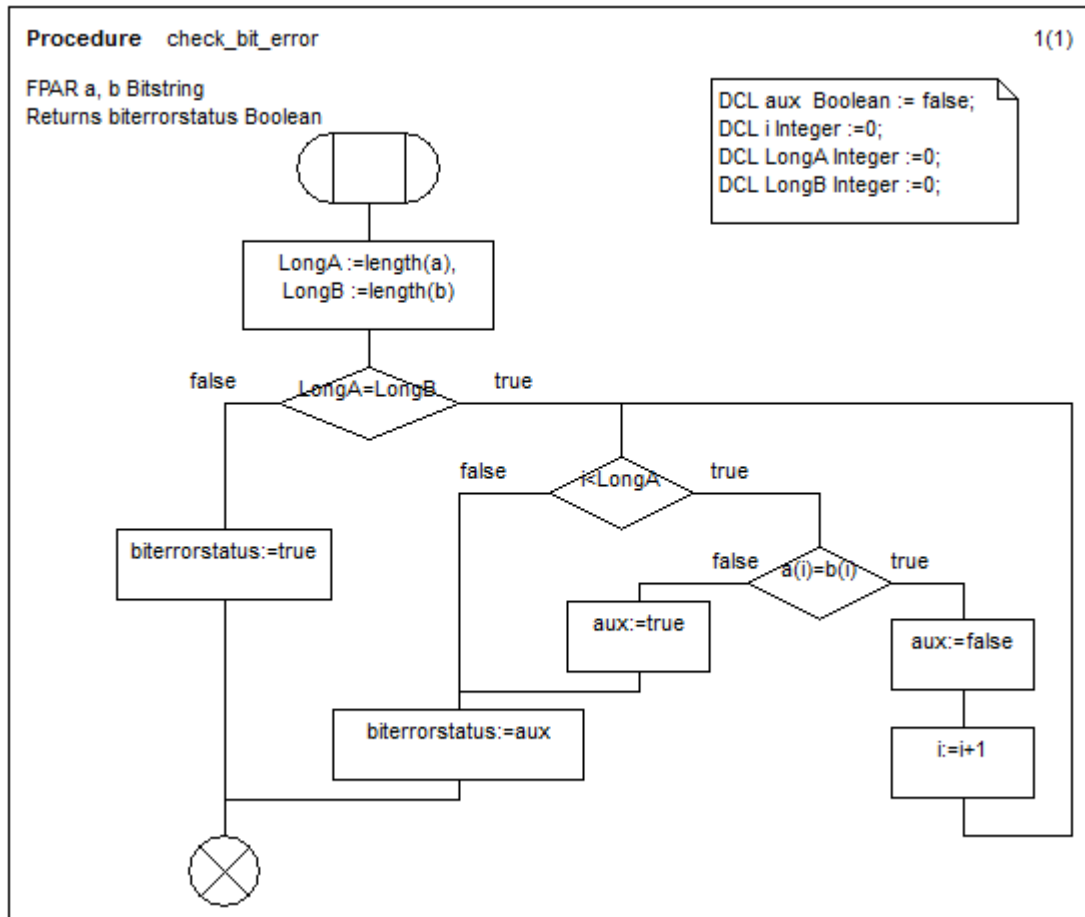 Procedure check_bit_error 1(1)
FPAR a, b Bitstring
Returns biterrorstatus Boolean
DCL aux Boolean := false;
DCL i Integer :=0;
DCL LongA Integer :=0;
DCL LongB Integer :=0;
LongA :=length(a),
LongB :=length(b)
false
LongA=LongB
true
false
i<LongA
true
biterrorstatus:=true
false
a(i)=b(i)
true
aux:=true
aux:=false
biterrorstatus:=aux
i:=i+1